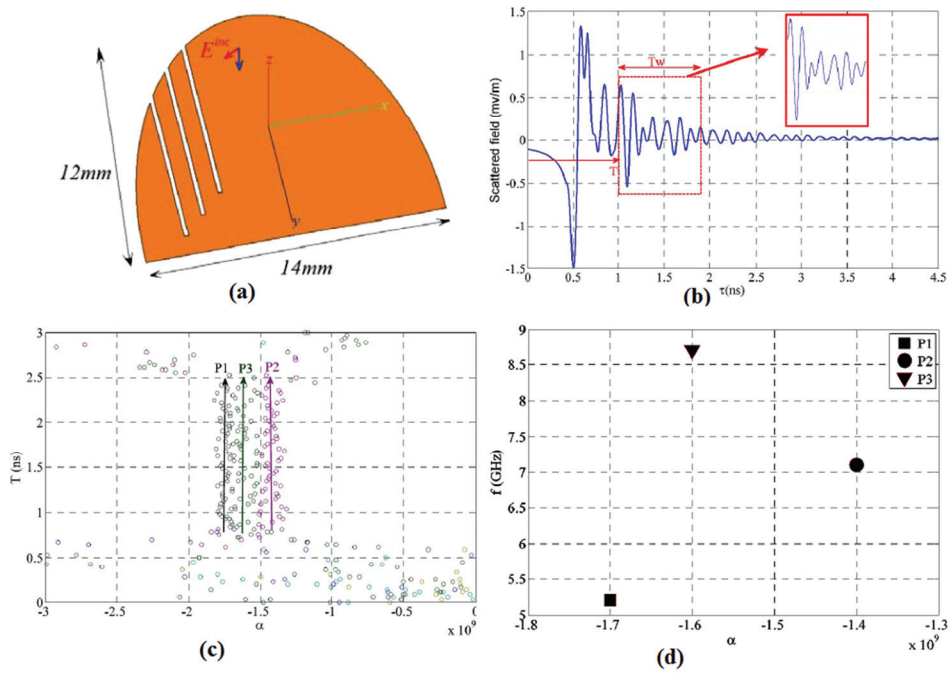 E^inc
z
x
y
12mm
14mm
(a)
1.5
1
0.5
0
-0.5
-1
-1.5
Scattered field (mv/m)
Tw
T
0 0.5 1 1.5 2 2.5 3 3.5 4 4.5
τ(ns)
(b)
3
2.5
2
1.5
1
0.5
0
T (ns)
P1 P3 P2
-3 -2.5 -2 -1.5 -1 -0.5 0
α
x 10^9
(c)
9
8.5
8
7.5
7
6.5
6
5.5
5
f (GHz)
P1
P2
P3
-1.8 -1.7 -1.6 -1.5 -1.4 -1.3
α
x 10^9
(d)